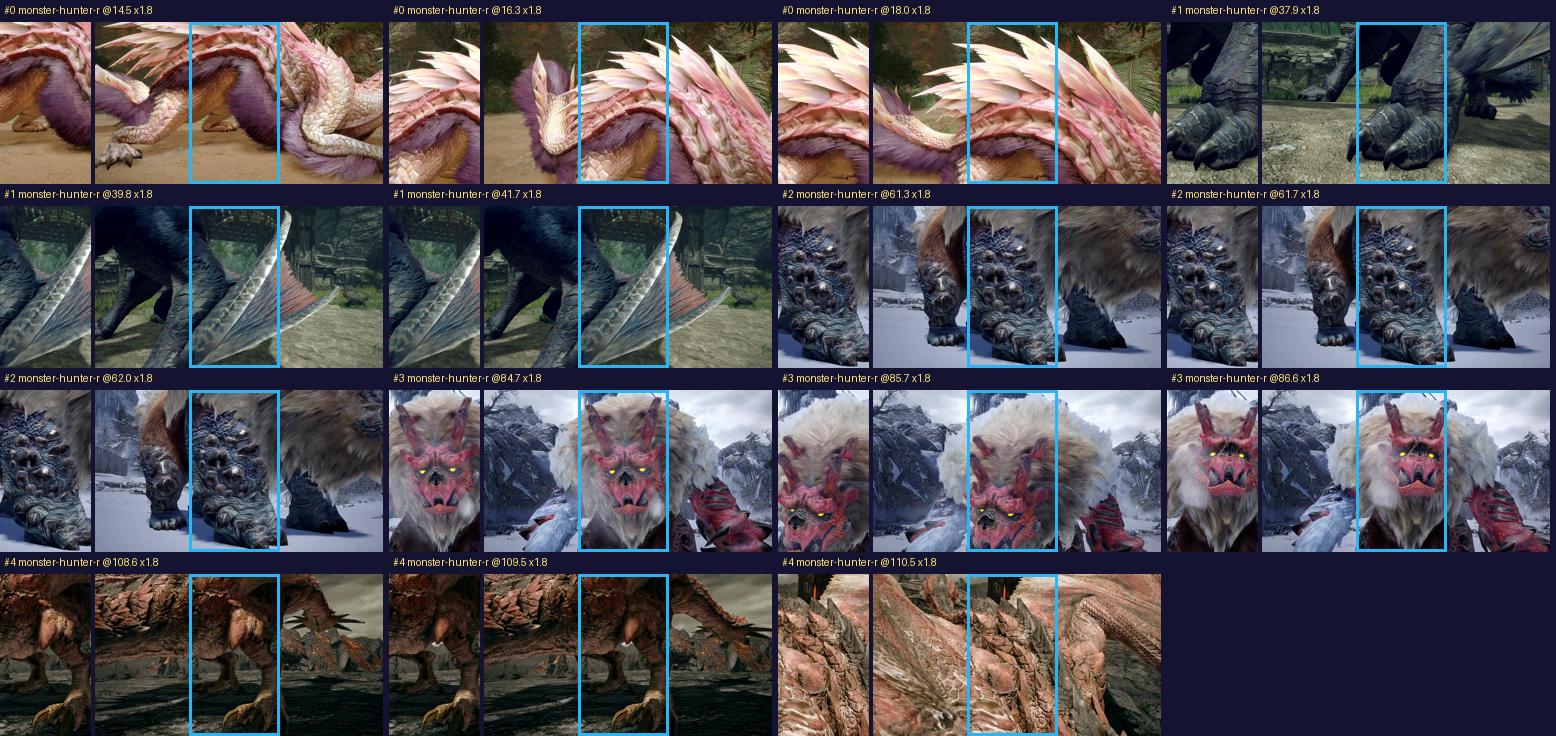 #0 monster-hunter-r @14.5 x1.8
#0 monster-hunter-r @16.3 x1.8
#0 monster-hunter-r @18.0 x1.8
#1 monster-hunter-r @37.9 x1.8
#1 monster-hunter-r @39.8 x1.8
#1 monster-hunter-r @41.7 x1.8
#2 monster-hunter-r @61.3 x1.8
#2 monster-hunter-r @61.7 x1.8
#2 monster-hunter-r @62.0 x1.8
#3 monster-hunter-r @84.7 x1.8
#3 monster-hunter-r @85.7 x1.8
#3 monster-hunter-r @86.6 x1.8
#4 monster-hunter-r @108.6 x1.8
#4 monster-hunter-r @109.5 x1.8
#4 monster-hunter-r @110.5 x1.8